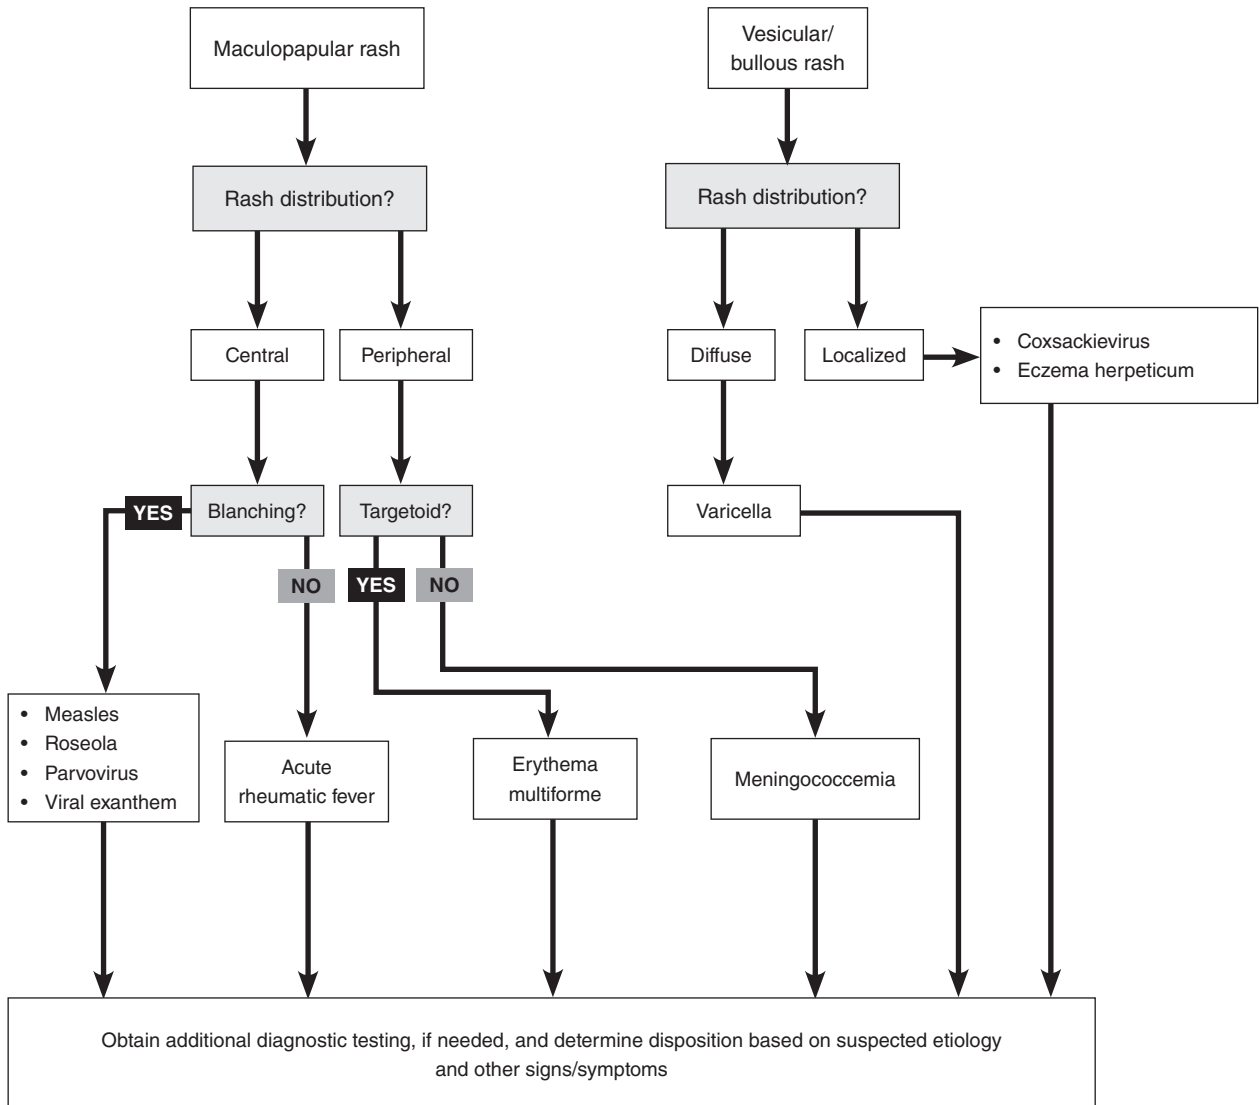 Maculopapular rash
Vesicular/
bullous rash
Rash distribution?
Rash distribution?
Central
Peripheral
Diffuse
Localized
• Coxsackievirus
• Eczema herpeticum
YES
Blanching?
Targetoid?
Varicella
NO
YES
NO
• Measles
• Roseola
• Parvovirus
• Viral exanthem
Acute
rheumatic fever
Erythema
multiforme
Meningococcemia
Obtain additional diagnostic testing, if needed, and determine disposition based on suspected etiology
and other signs/symptoms